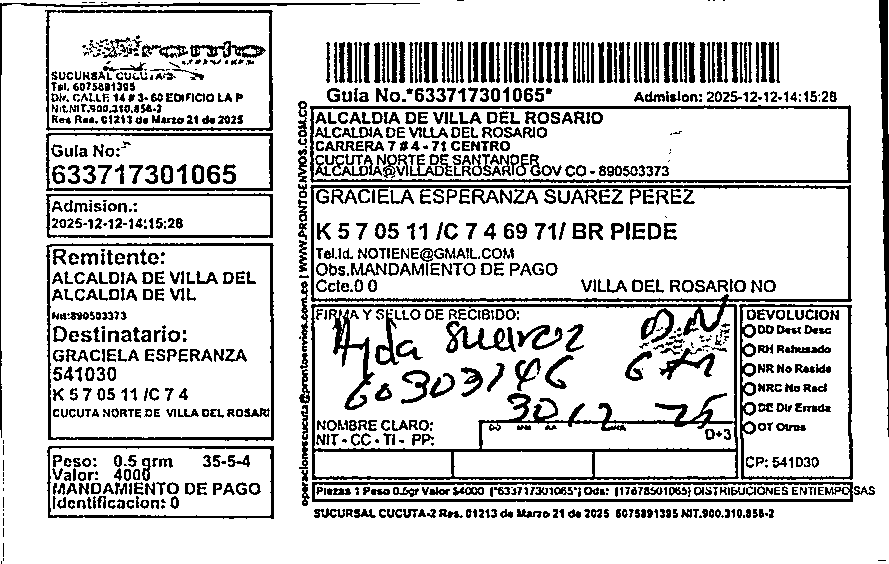 Pronto
SUCURSAL CUCUTA-2
Tel. 6075891395
Dir. CALLE 14 # 3-60 EDIFICIO LA P
Nit.NIT.900.310.856-2
Res Res. 01213 de Marzo 21 de 2025
Guia No:
633717301065
Admision.:
2025-12-12-14:15:28
Remitente:
ALCALDIA DE VILLA DEL
ALCALDIA DE VIL
Nit:890503373
Destinatario:
GRACIELA ESPERANZA
541030
K 5 7 05 11 /C 7 4
CUCUTA NORTE DE VILLA DEL ROSARI
Peso: 0.5 grm 35-5-4
Valor: 4000
MANDAMIENTO DE PAGO
Identificacion: 0
operacionescucuta@prontoenvios.com.co | WWW.PRONTOENVIOS.COM.CO
Guia No.*633717301065* Admision: 2025-12-12-14:15:28
ALCALDIA DE VILLA DEL ROSARIO
ALCALDIA DE VILLA DEL ROSARIO
CARRERA 7 # 4 - 71 CENTRO
CUCUTA NORTE DE SANTANDER
ALCALDIA@VILLADELROSARIO GOV CO - 890503373
GRACIELA ESPERANZA SUAREZ PEREZ
K 5 7 05 11 /C 7 4 69 71/ BR PIEDE
Tel.Id. NOTIENE@GMAIL.COM
Obs.MANDAMIENTO DE PAGO
Ccte.0 0 VILLA DEL ROSARIO NO
FIRMA Y SELLO DE RECIBIDO:
Ayda Suarez
60303146
30 12 25
NOMBRE CLARO:
NIT - CC - TI - PP:
D+3
DEVOLUCION
DD Dest Desc
RH Rehusado
NR No Reside
NRC No Recl
DE Dir Errada
OT Otros
CP: 541030
Piezas 1 Peso 0.5gr Valor $4000 [*633717301065*] Ods: [17678501065] DISTRIBUCIONES ENTIEMPO SAS
SUCURSAL CUCUTA-2 Res. 01213 de Marzo 21 de 2025 6075891395 NIT.900.310.856-2